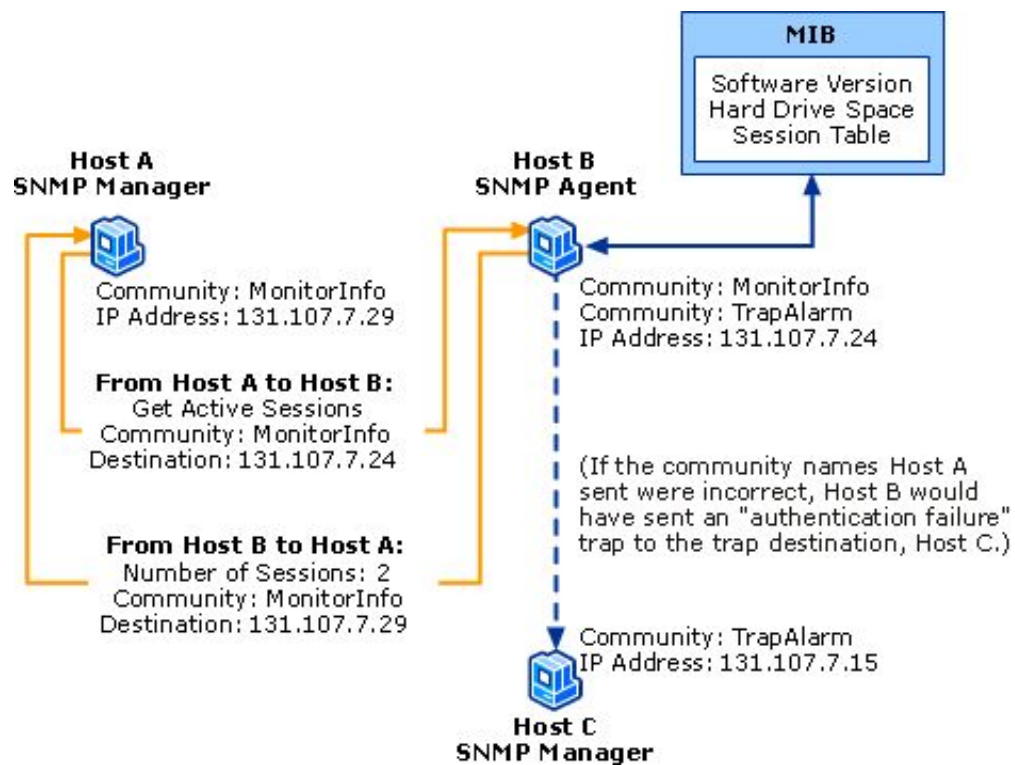 MIB
Software Version
Hard Drive Space
Session Table
Host A
SNMP Manager
Host B
SNMP Agent
Community: MonitorInfo
IP Address: 131.107.7.29
Community: MonitorInfo
Community: TrapAlarm
IP Address: 131.107.7.24
From Host A to Host B:
Get Active Sessions
Community: MonitorInfo
Destination: 131.107.7.24
(If the community names Host A
sent were incorrect, Host B would
have sent an "authentication failure"
trap to the trap destination, Host C.)
From Host B to Host A:
Number of Sessions: 2
Community: MonitorInfo
Destination: 131.107.7.29
Community: TrapAlarm
IP Address: 131.107.7.15
Host C
SNMP Manager